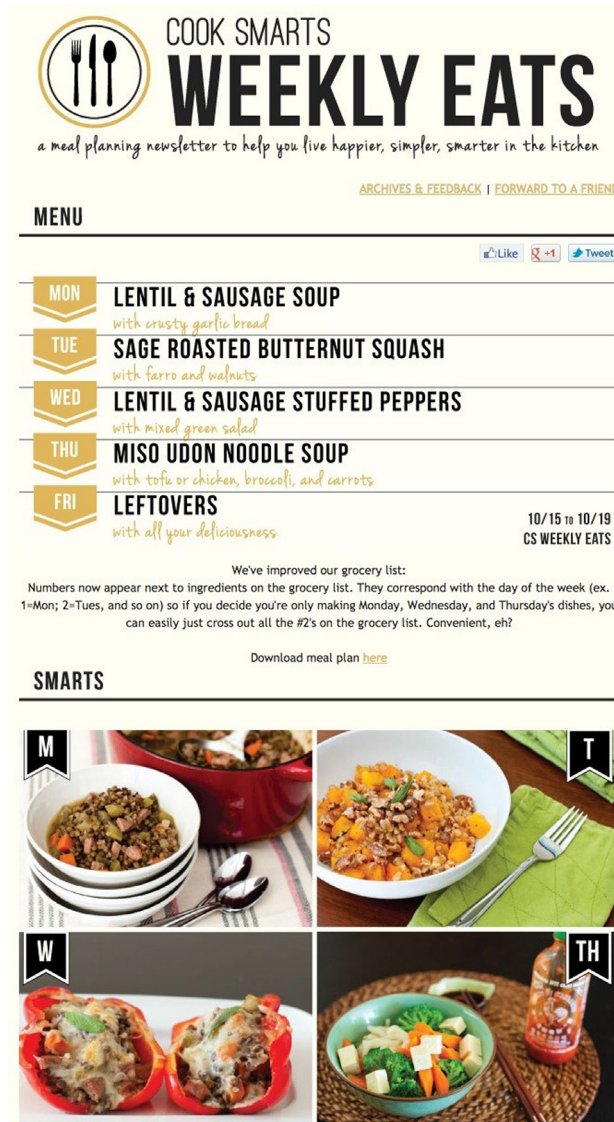 COOK SMARTS
WEEKLY EATS
a meal planning newsletter to help you live happier, simpler, smarter in the kitchen
ARCHIVES & FEEDBACK | FORWARD TO A FRIEN
MENU
Like
+1
Tweet
MON
LENTIL & SAUSAGE SOUP
with crusty garlic bread
TUE
SAGE ROASTED BUTTERNUT SQUASH
with farro and walnuts
WED
LENTIL & SAUSAGE STUFFED PEPPERS
with mixed green salad
THU
MISO UDON NOODLE SOUP
with tofu or chicken, broccoli, and carrots
FRI
LEFTOVERS
with all your deliciousness
10/15 TO 10/19
CS WEEKLY EATS
We've improved our grocery list:
Numbers now appear next to ingredients on the grocery list. They correspond with the day of the week (ex.
1=Mon; 2=Tues, and so on) so if you decide you're only making Monday, Wednesday, and Thursday's dishes, you
can easily just cross out all the #2's on the grocery list. Convenient, eh?
Download meal plan here
SMARTS
M
T
W
TH